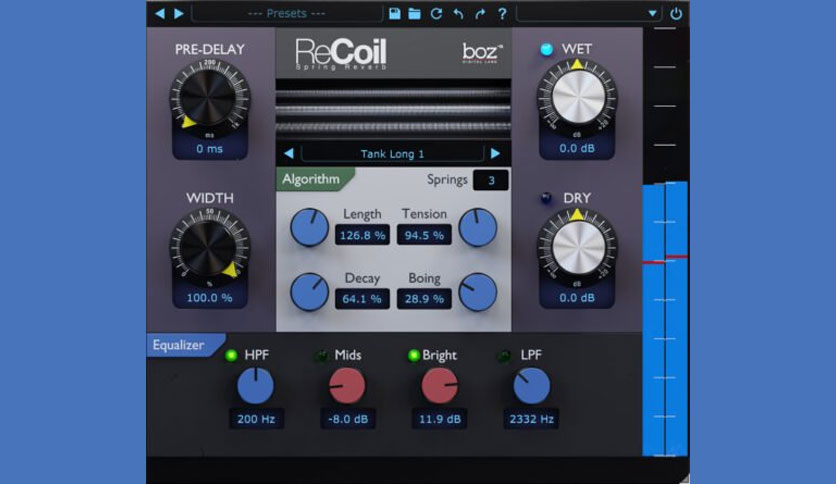 --- Presets ---
?
PRE-DELAY
200
ms
0 ms
WIDTH
50
0
%
100.0 %
ReCoil
Spring Reverb
boz
DIGITAL LABS
Tank Long 1
Algorithm
Springs 3
Length Tension
126.8 % 94.5 %
Decay Boing
64.1 % 28.9 %
WET
dB
0.0 dB
DRY
dB
0.0 dB
Equalizer
HPF Mids Bright LPF
200 Hz -8.0 dB 11.9 dB 2332 Hz